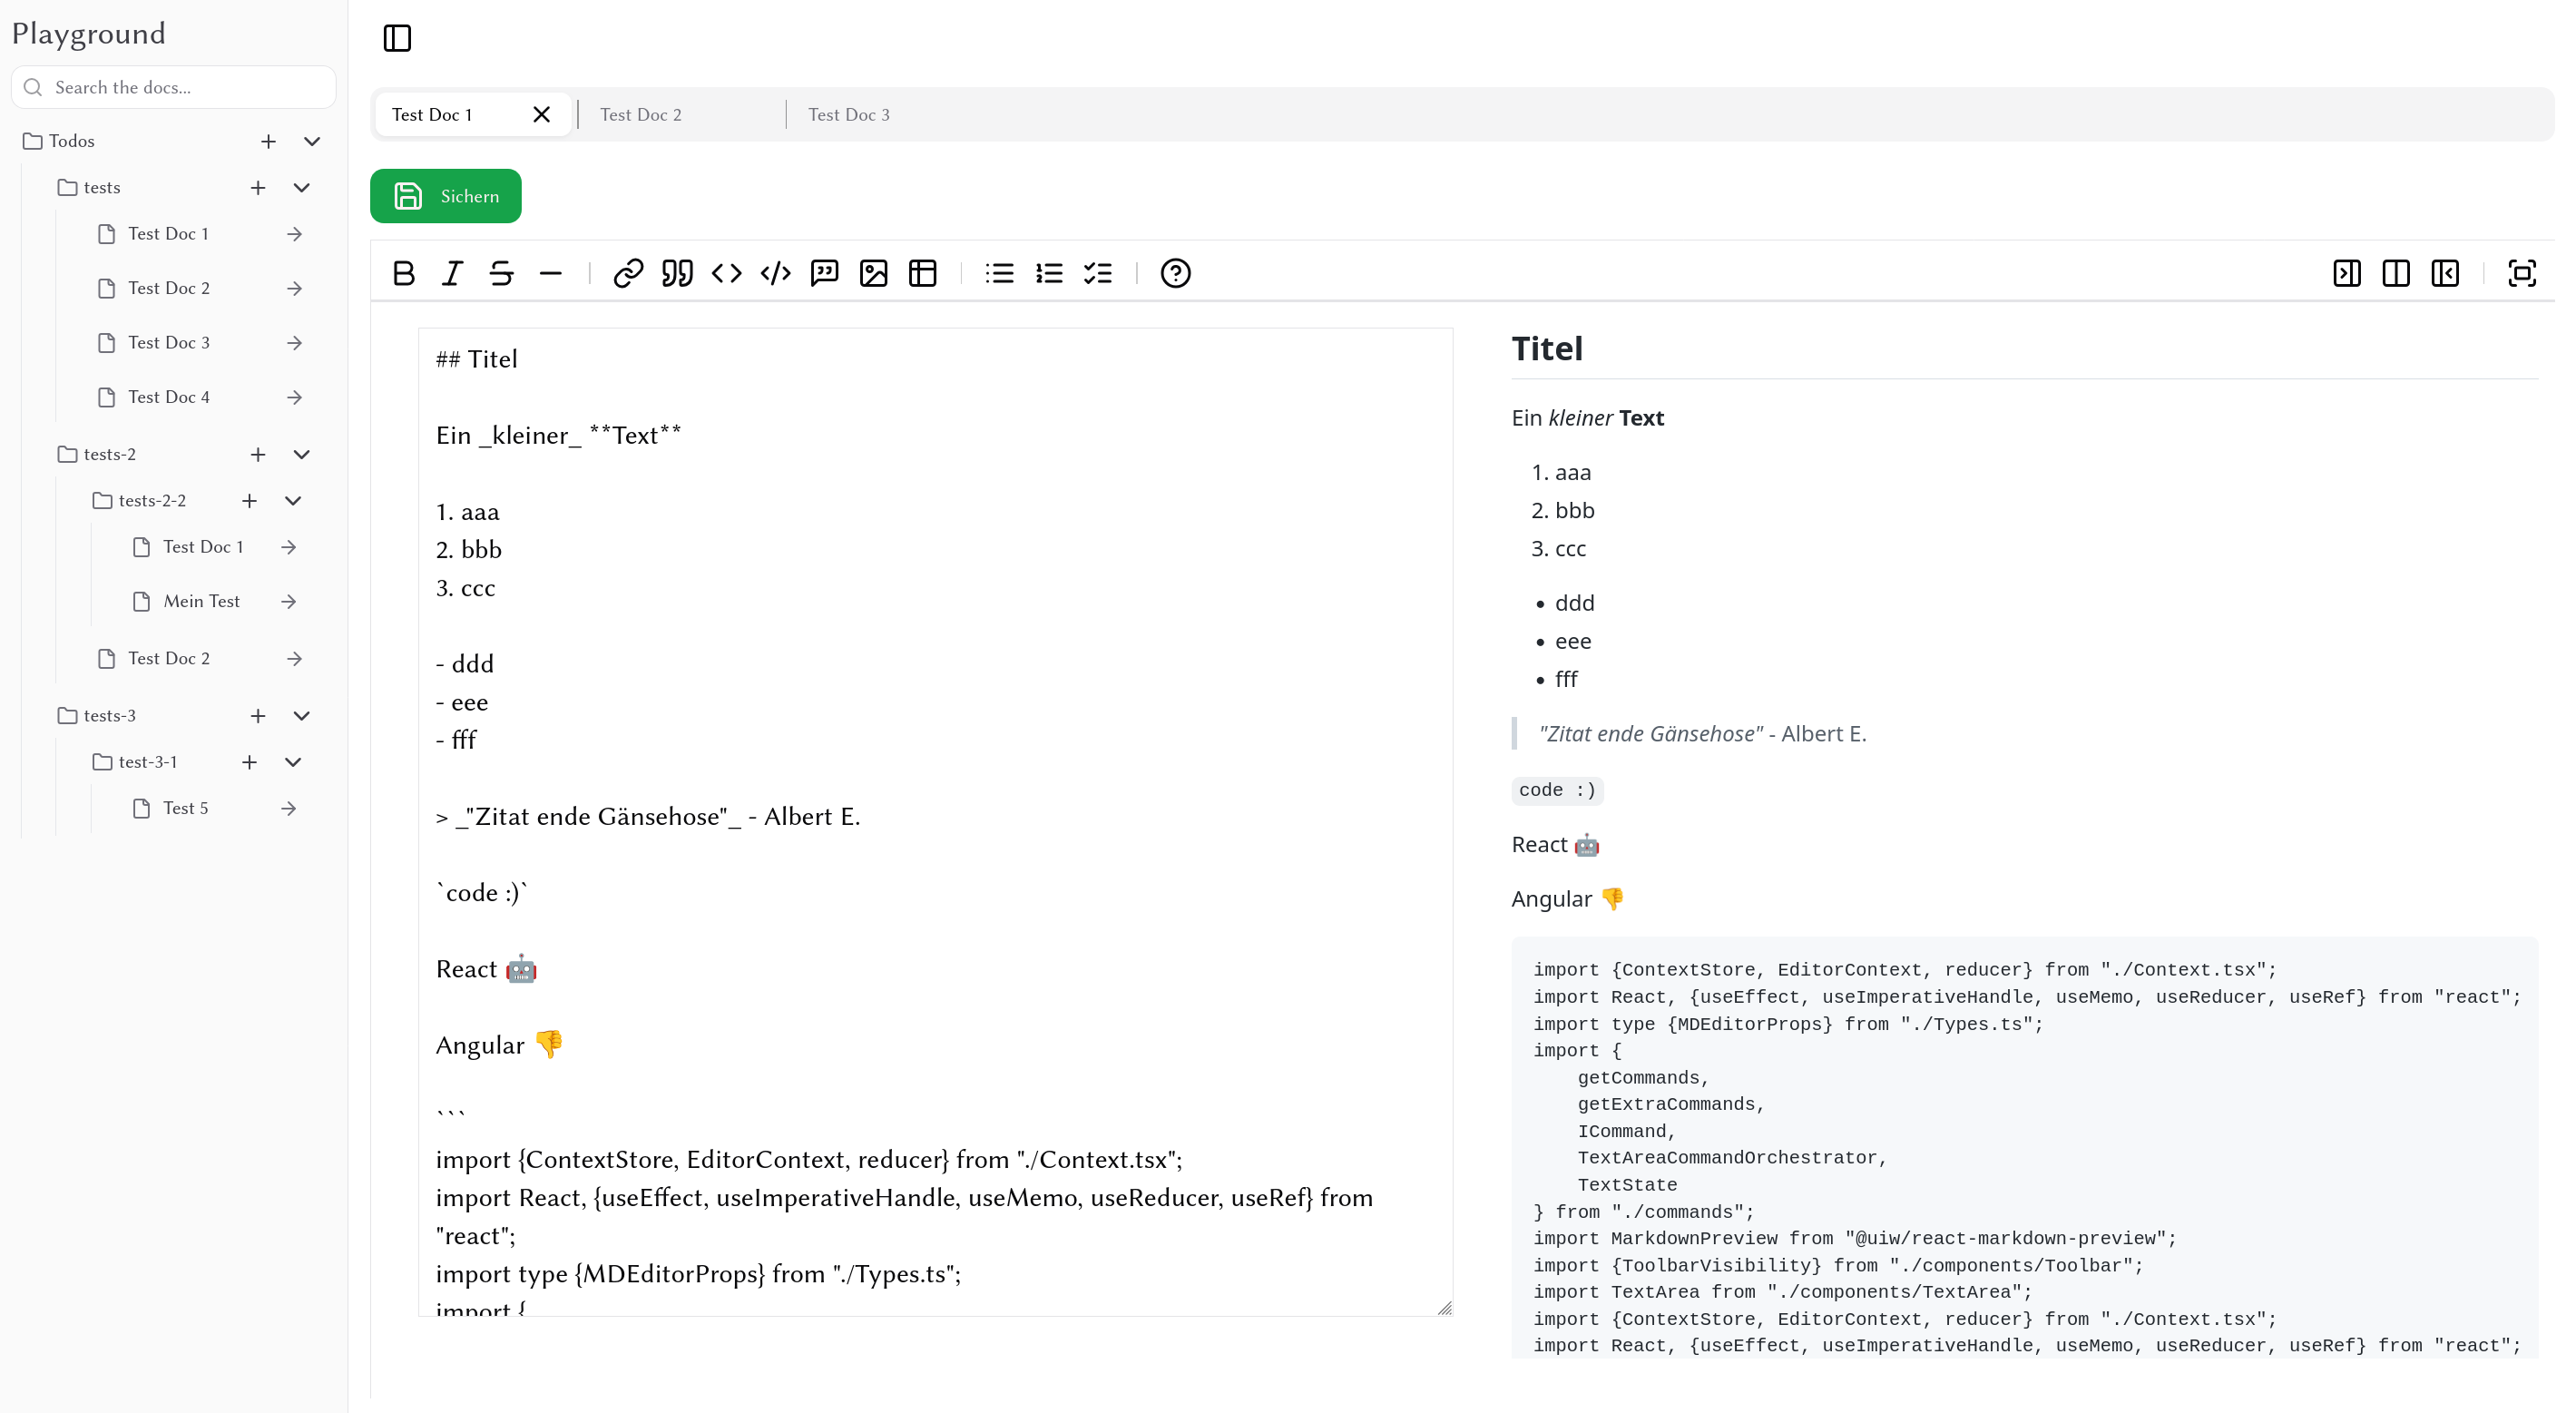 Playground
Search the docs...
Todos
tests
Test Doc 1
Test Doc 2
Test Doc 3
Test Doc 4
tests-2
tests-2-2
Test Doc 1
Mein Test
Test Doc 2
tests-3
test-3-1
Test 5
Test Doc 1
Test Doc 2
Test Doc 3
Sichern
## Titel
Ein _kleiner_ **Text**
1. aaa
2. bbb
3. ccc
- ddd
- eee
- fff
> _"Zitat ende Gänsehose"_ - Albert E.
`code :)`
React 🤖
Angular 👎
```
import {ContextStore, EditorContext, reducer} from "./Context.tsx";
import React, {useEffect, useImperativeHandle, useMemo, useReducer, useRef} from
"react";
import type {MDEditorProps} from "./Types.ts";
import {
Titel
Ein kleiner Text
1. aaa
2. bbb
3. ccc
• ddd
• eee
• fff
"Zitat ende Gänsehose" - Albert E.
code :)
React 🤖
Angular 👎
import {ContextStore, EditorContext, reducer} from "./Context.tsx";
import React, {useEffect, useImperativeHandle, useMemo, useReducer, useRef} from "react";
import type {MDEditorProps} from "./Types.ts";
import {
    getCommands,
    getExtraCommands,
    ICommand,
    TextAreaCommandOrchestrator,
    TextState
} from "./commands";
import MarkdownPreview from "@uiw/react-markdown-preview";
import {ToolbarVisibility} from "./components/Toolbar";
import TextArea from "./components/TextArea";
import {ContextStore, EditorContext, reducer} from "./Context.tsx";
import React, {useEffect, useImperativeHandle, useMemo, useReducer, useRef} from "react";